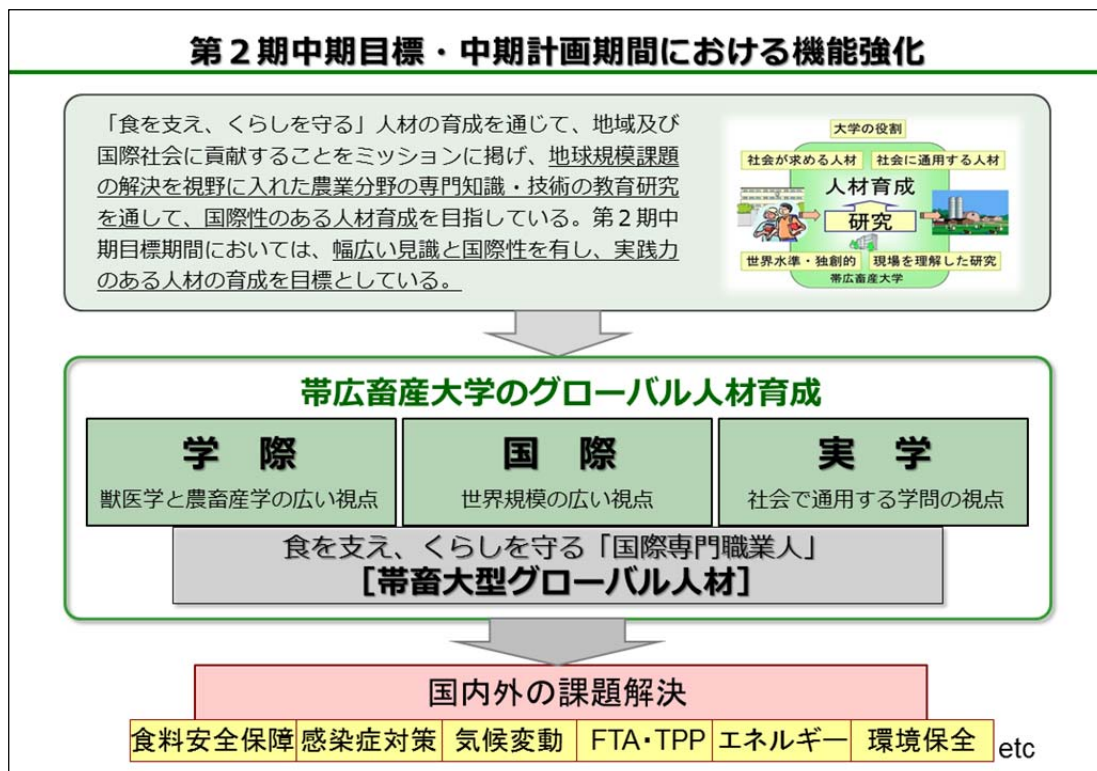 第２期中期目標・中期計画期間における機能強化
「食を支え、くらしを守る」人材の育成を通じて、地域及び
国際社会に貢献することをミッションに掲げ、地球規模課題
の解決を視野に入れた農業分野の専門知識・技術の教育研究
を通して、国際性のある人材育成を目指している。第２期中
期目標期間においては、幅広い見識と国際性を有し、実践力
のある人材の育成を目標としている。
大学の役割
社会が求める人材 社会に通用する人材
人材育成
研究
世界水準・独創的 現場を理解した研究
帯広畜産大学
帯広畜産大学のグローバル人材育成
学　際 国　際 実　学
獣医学と農畜産学の広い視点 世界規模の広い視点 社会で通用する学問の視点
食を支え、くらしを守る「国際専門職業人」
［帯畜大型グローバル人材］
国内外の課題解決
食料安全保障 感染症対策 気候変動 FTA・TPP エネルギー 環境保全 etc